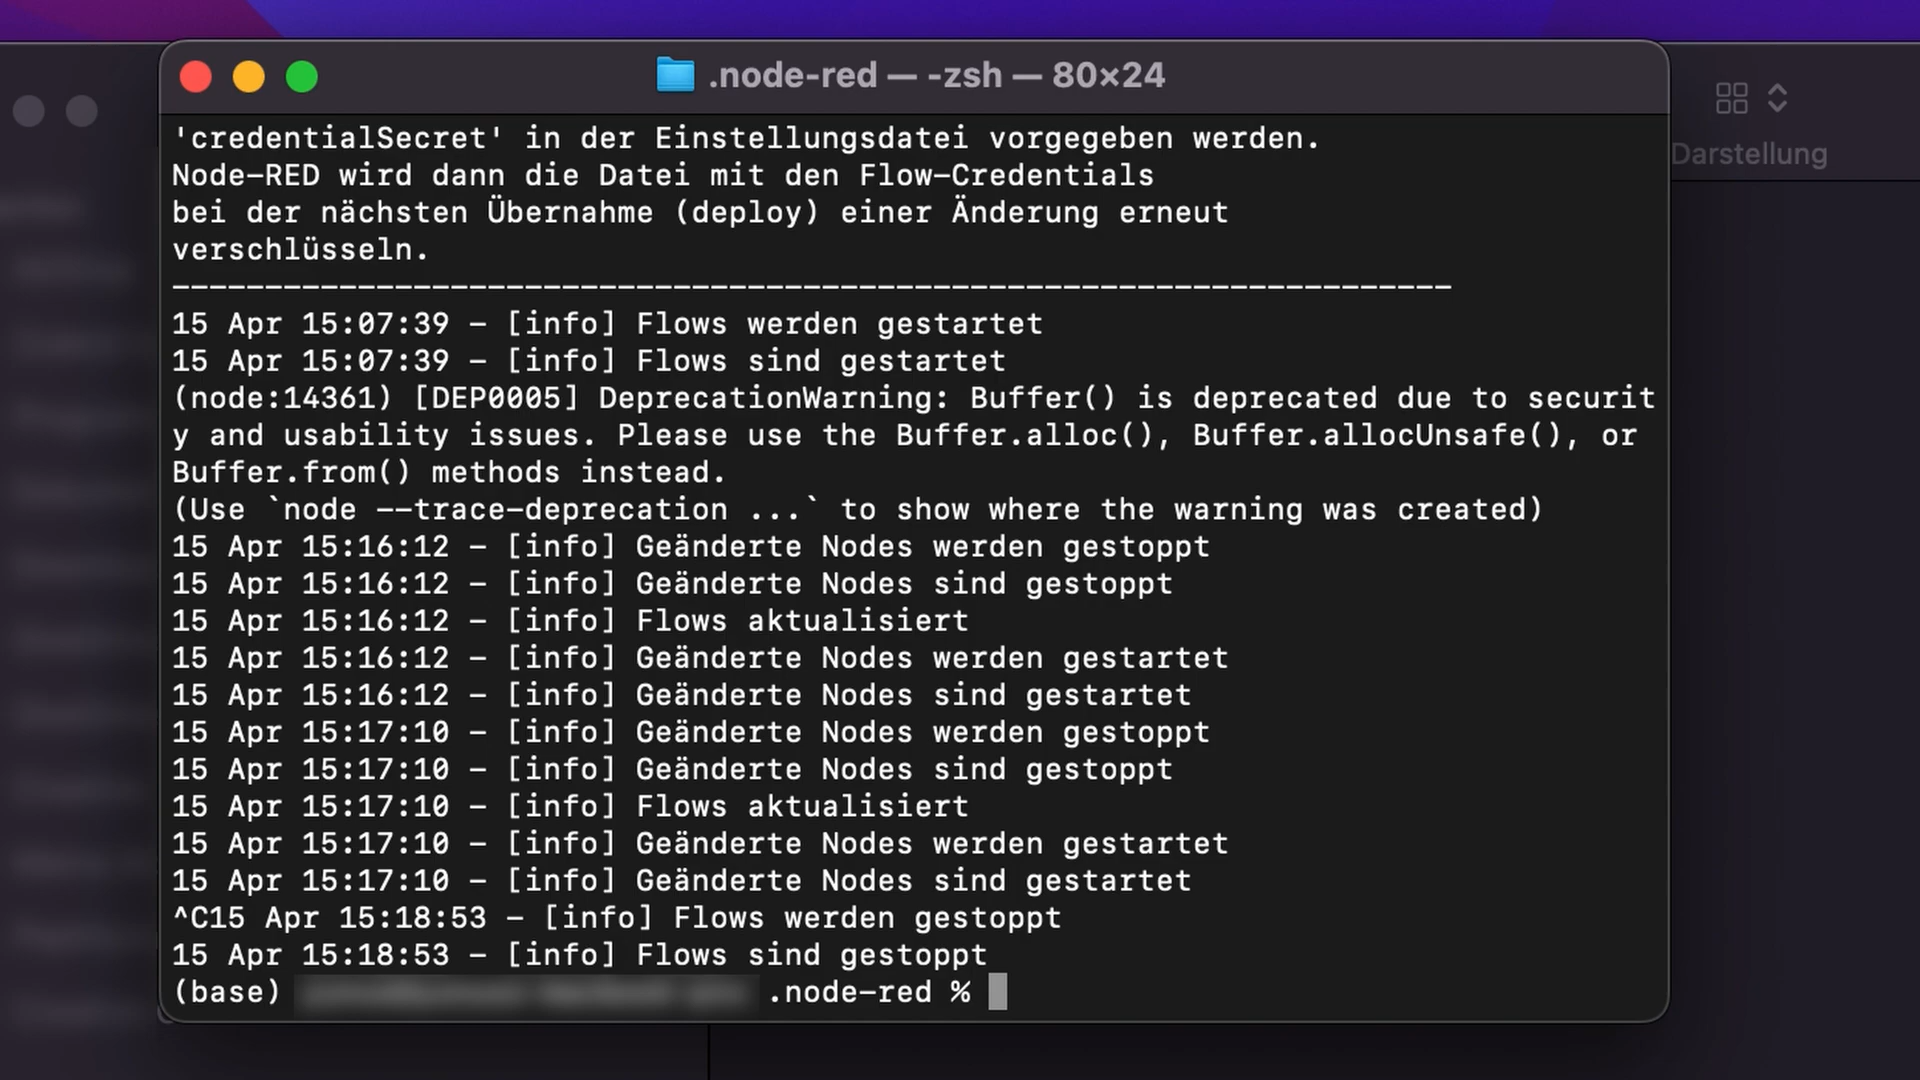 .node-red — -zsh — 80×24
Darstellung
'credentialSecret' in der Einstellungsdatei vorgegeben werden.
Node-RED wird dann die Datei mit den Flow-Credentials
bei der nächsten Übernahme (deploy) einer Änderung erneut
verschlüsseln.
---------------------------------------------------------------------
15 Apr 15:07:39 - [info] Flows werden gestartet
15 Apr 15:07:39 - [info] Flows sind gestartet
(node:14361) [DEP0005] DeprecationWarning: Buffer() is deprecated due to securit
y and usability issues. Please use the Buffer.alloc(), Buffer.allocUnsafe(), or
Buffer.from() methods instead.
(Use `node --trace-deprecation ...` to show where the warning was created)
15 Apr 15:16:12 - [info] Geänderte Nodes werden gestoppt
15 Apr 15:16:12 - [info] Geänderte Nodes sind gestoppt
15 Apr 15:16:12 - [info] Flows aktualisiert
15 Apr 15:16:12 - [info] Geänderte Nodes werden gestartet
15 Apr 15:16:12 - [info] Geänderte Nodes sind gestartet
15 Apr 15:17:10 - [info] Geänderte Nodes werden gestoppt
15 Apr 15:17:10 - [info] Geänderte Nodes sind gestoppt
15 Apr 15:17:10 - [info] Flows aktualisiert
15 Apr 15:17:10 - [info] Geänderte Nodes werden gestartet
15 Apr 15:17:10 - [info] Geänderte Nodes sind gestartet
^C15 Apr 15:18:53 - [info] Flows werden gestoppt
15 Apr 15:18:53 - [info] Flows sind gestoppt
(base) .node-red %